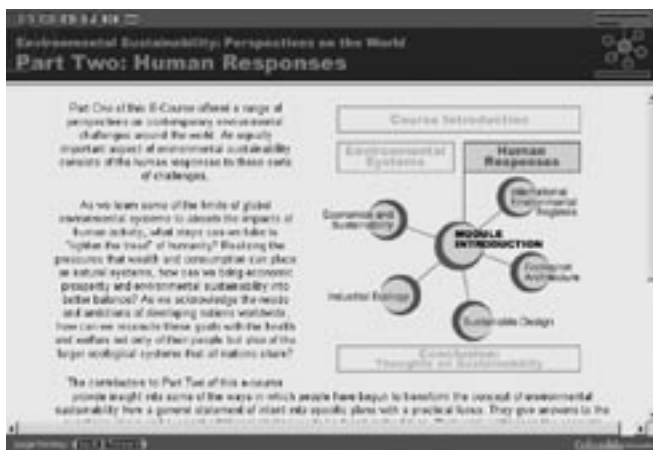 Environmental Sustainability: Perspectives on the World
Part Two: Human Responses
Part One of this E-Course offered a range of
perspectives on contemporary environmental
challenges around the world. An equally
important aspect of environmental sustainability
consists of the human responses to these sorts
of challenges.
As we learn some of the limits of global
environmental systems to absorb the impacts of
human activity, what steps can we take to
"lighten the tread" of humanity? Realizing the
pressures that wealth and consumption can place
on natural systems, how can we bring economic
prosperity and environmental sustainability into
better balance? As we acknowledge the needs
and ambitions of developing nations worldwide,
how can we reconcile these goals with the health
and welfare not only of their people but also of the
larger ecological systems that all nations share?
The contributors to Part Two of this e-course
provide insight into some of the ways in which people have begun to transform the concept of environmental
sustainability from a general statement of intent into specific plans with a practical focus. They give answers to the
Course Introduction
Environmental
Systems
Human
Responses
International
Environmental
Regimes
Economics and
Sustainability
MODULE
INTRODUCTION
Ecological
Architecture
Industrial Ecology
Sustainable Design
Conclusion:
Thoughts on Sustainability